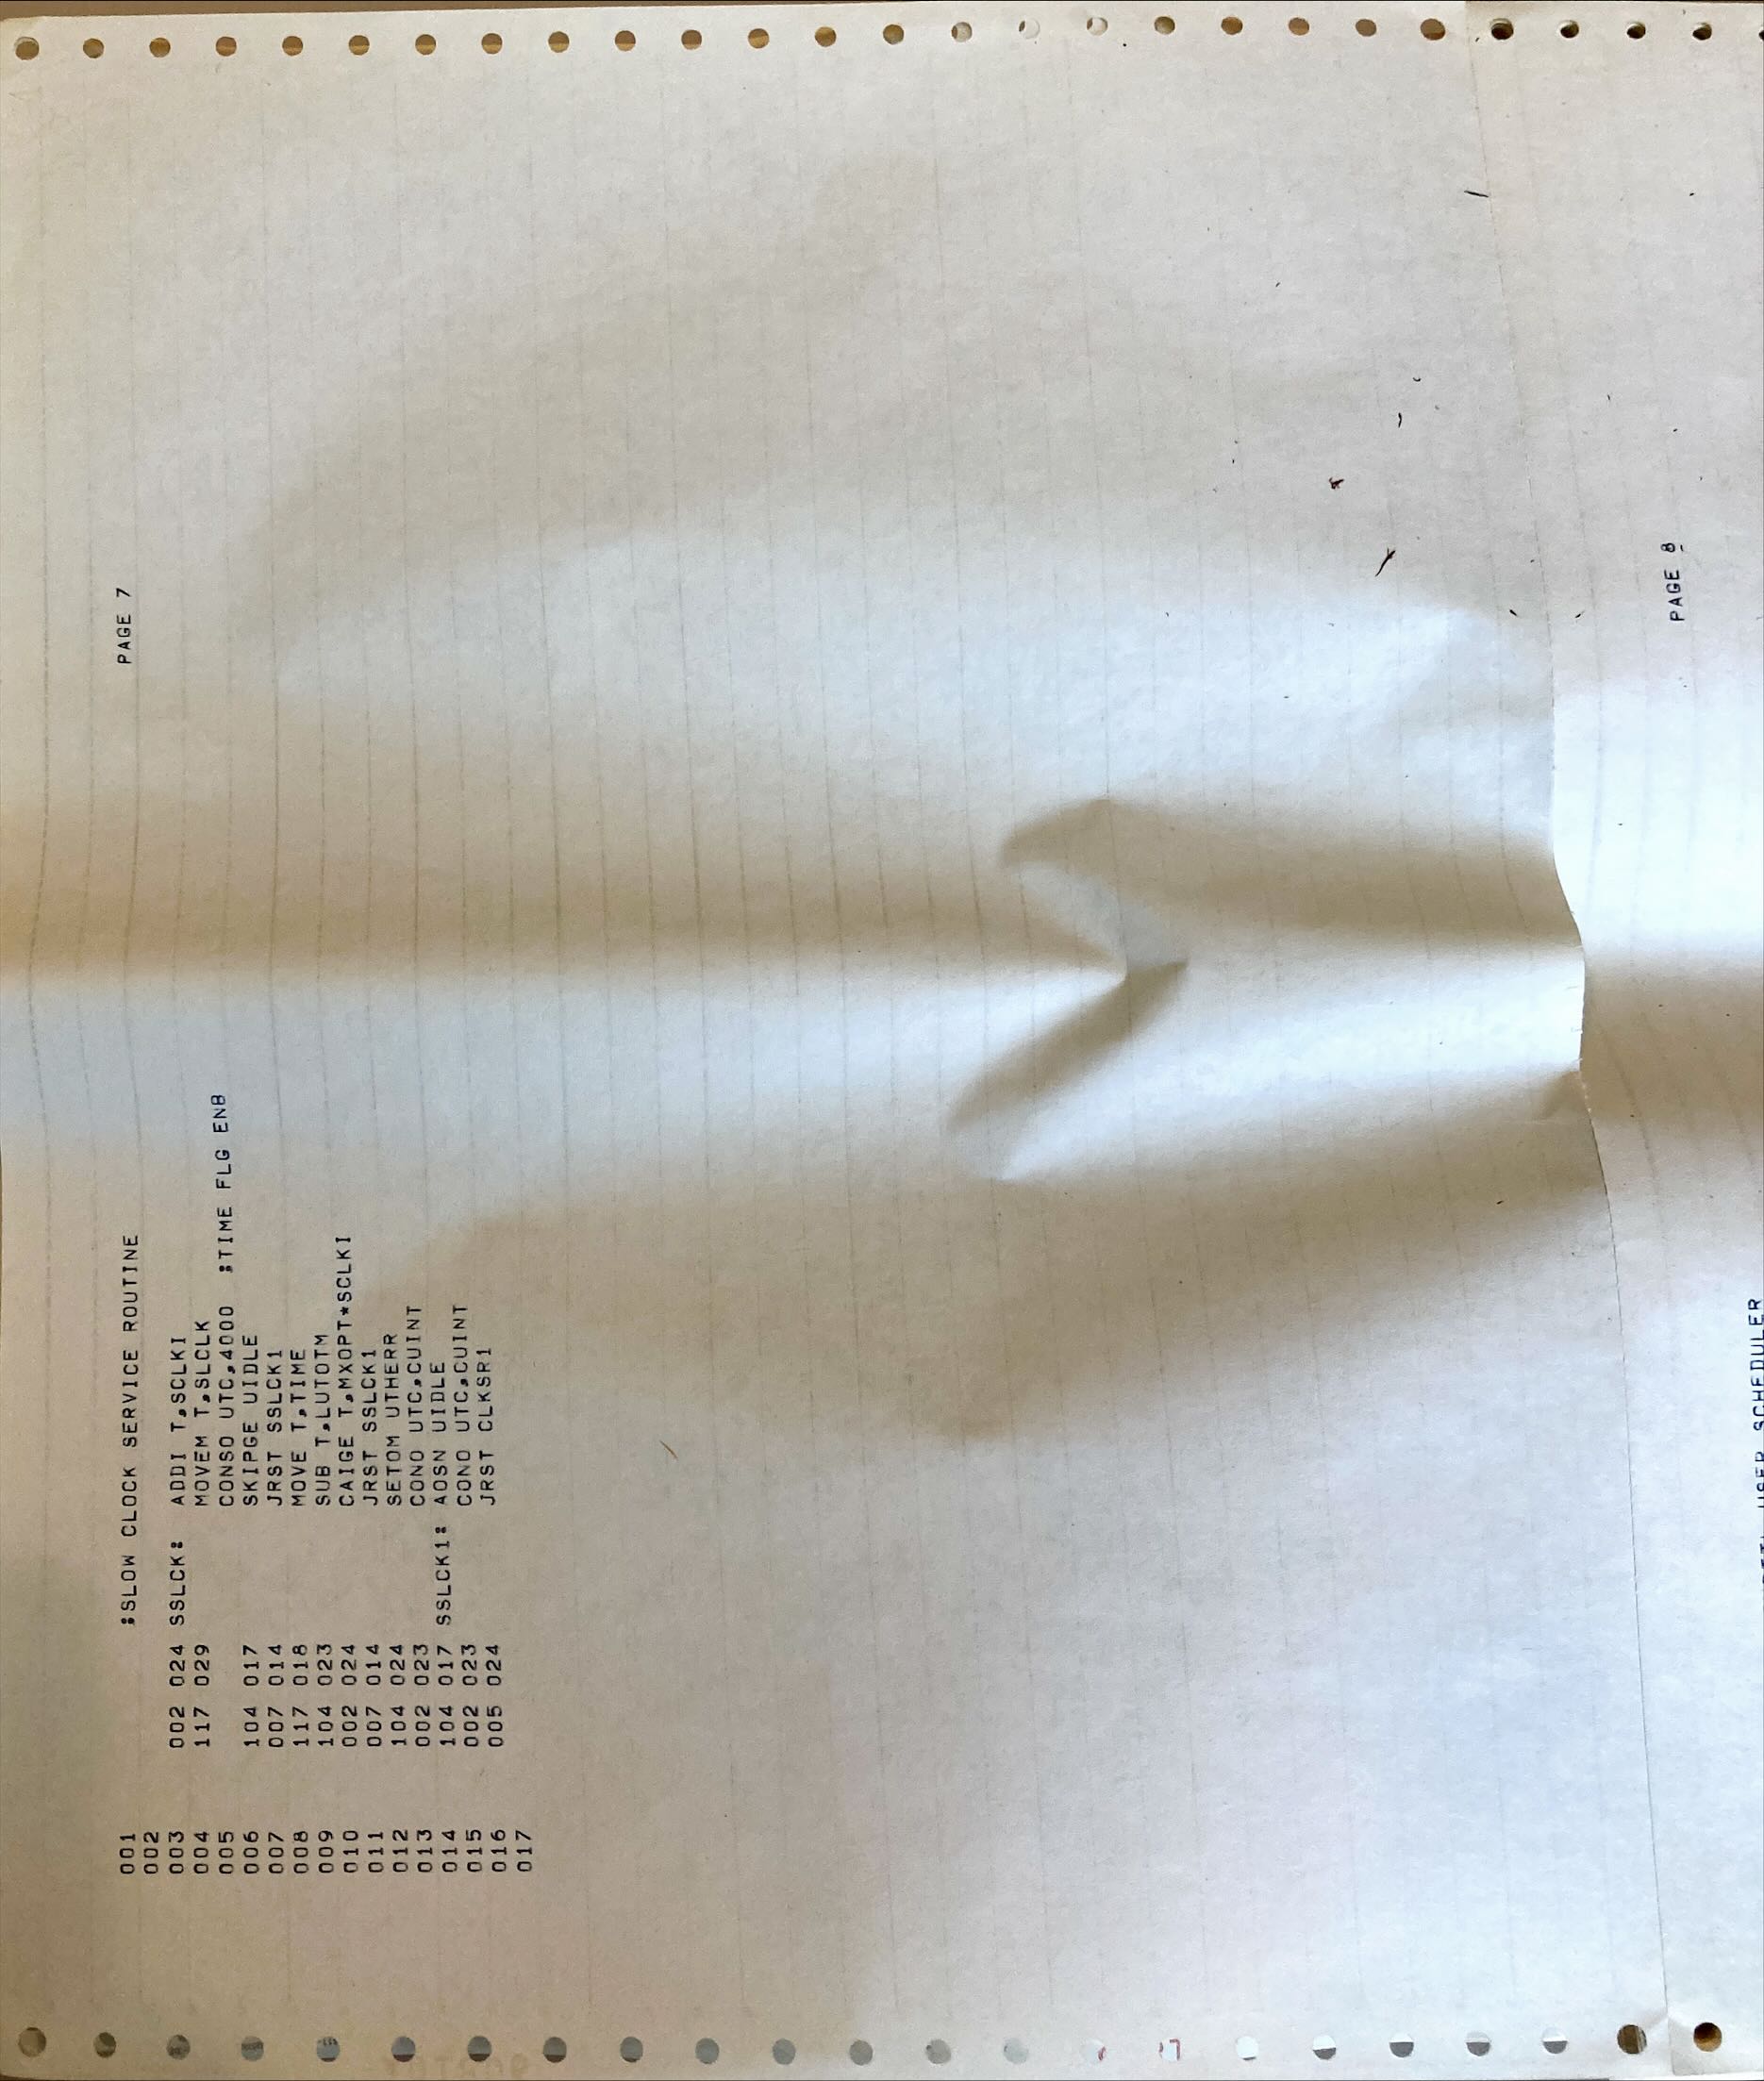 PAGE 7
001 ;SLOW CLOCK SERVICE ROUTINE
002
003 002 024 SSLCK: ADDI T,SCLKI
004 117 029 MOVEM T,SLCLK
005 CONSO UTC,4000 ;TIME FLG ENB
006 104 017 SKIPGE UIDLE
007 007 014 JRST SSLCK1
008 117 018 MOVE T,TIME
009 104 023 SUB T,LUTOTM
010 002 024 CAIGE T,MXOPT*SCLKI
011 007 014 JRST SSLCK1
012 104 024 SETOM UTHERR
013 002 023 CONO UTC,CUINT
014 104 017 SSLCK1: AOSN UIDLE
015 002 023 CONO UTC,CUINT
016 005 024 JRST CLKSR1
017
PAGE 8
USER SCHEDULER